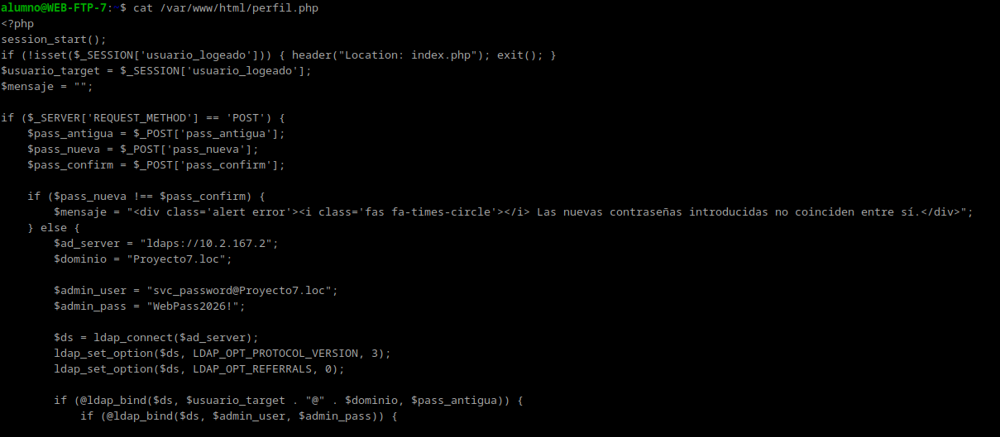 alumno@WEB-FTP-7:~$ cat /var/www/html/perfil.php
<?php
session_start();
if (!isset($_SESSION['usuario_logeado'])) { header("Location: index.php"); exit(); }
$usuario_target = $_SESSION['usuario_logeado'];
$mensaje = "";

if ($_SERVER['REQUEST_METHOD'] == 'POST') {
    $pass_antigua = $_POST['pass_antigua'];
    $pass_nueva = $_POST['pass_nueva'];
    $pass_confirm = $_POST['pass_confirm'];

    if ($pass_nueva !== $pass_confirm) {
        $mensaje = "<div class='alert error'><i class='fas fa-times-circle'></i> Las nuevas contraseñas introducidas no coinciden entre sí.</div>";
    } else {
        $ad_server = "ldaps://10.2.167.2";
        $dominio = "Proyecto7.loc";

        $admin_user = "svc_password@Proyecto7.loc";
        $admin_pass = "WebPass2026!";

        $ds = ldap_connect($ad_server);
        ldap_set_option($ds, LDAP_OPT_PROTOCOL_VERSION, 3);
        ldap_set_option($ds, LDAP_OPT_REFERRALS, 0);

        if (@ldap_bind($ds, $usuario_target . "@" . $dominio, $pass_antigua)) {
            if (@ldap_bind($ds, $admin_user, $admin_pass)) {